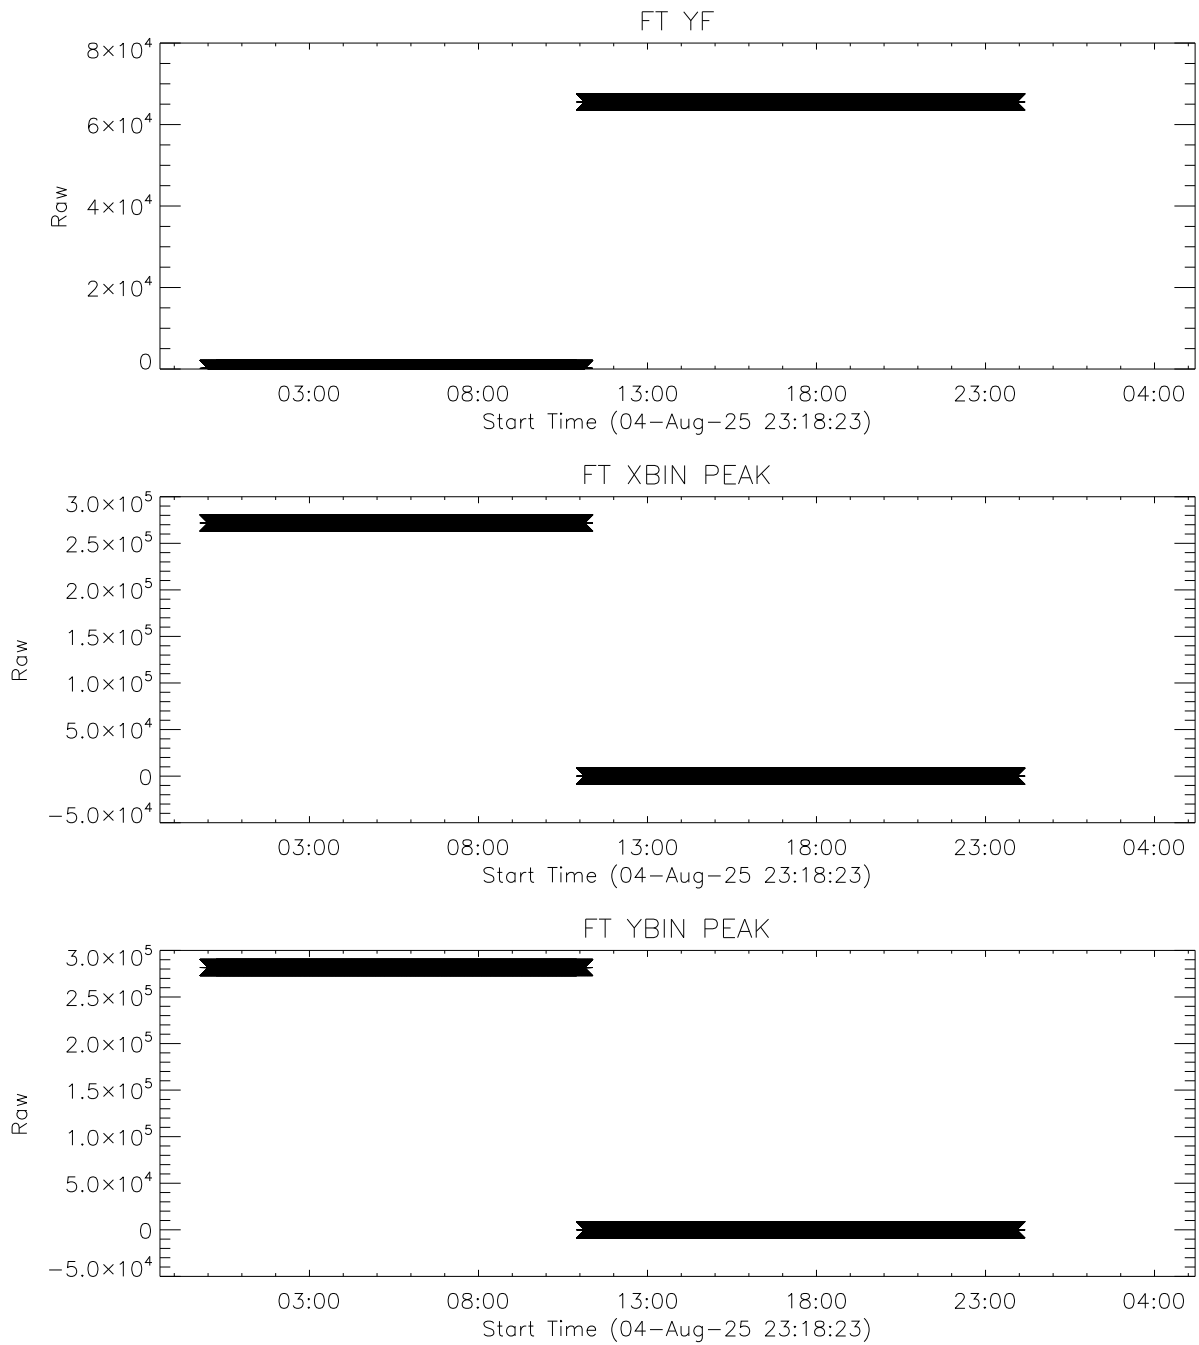 FT YF
8×10⁴
6×10⁴
4×10⁴
2×10⁴
0
Raw
03:00 08:00 13:00 18:00 23:00 04:00
Start Time (04-Aug-25 23:18:23)
FT XBIN PEAK
3.0×10⁵
2.5×10⁵
2.0×10⁵
1.5×10⁵
1.0×10⁵
5.0×10⁴
0
-5.0×10⁴
Raw
03:00 08:00 13:00 18:00 23:00 04:00
Start Time (04-Aug-25 23:18:23)
FT YBIN PEAK
3.0×10⁵
2.5×10⁵
2.0×10⁵
1.5×10⁵
1.0×10⁵
5.0×10⁴
0
-5.0×10⁴
Raw
03:00 08:00 13:00 18:00 23:00 04:00
Start Time (04-Aug-25 23:18:23)